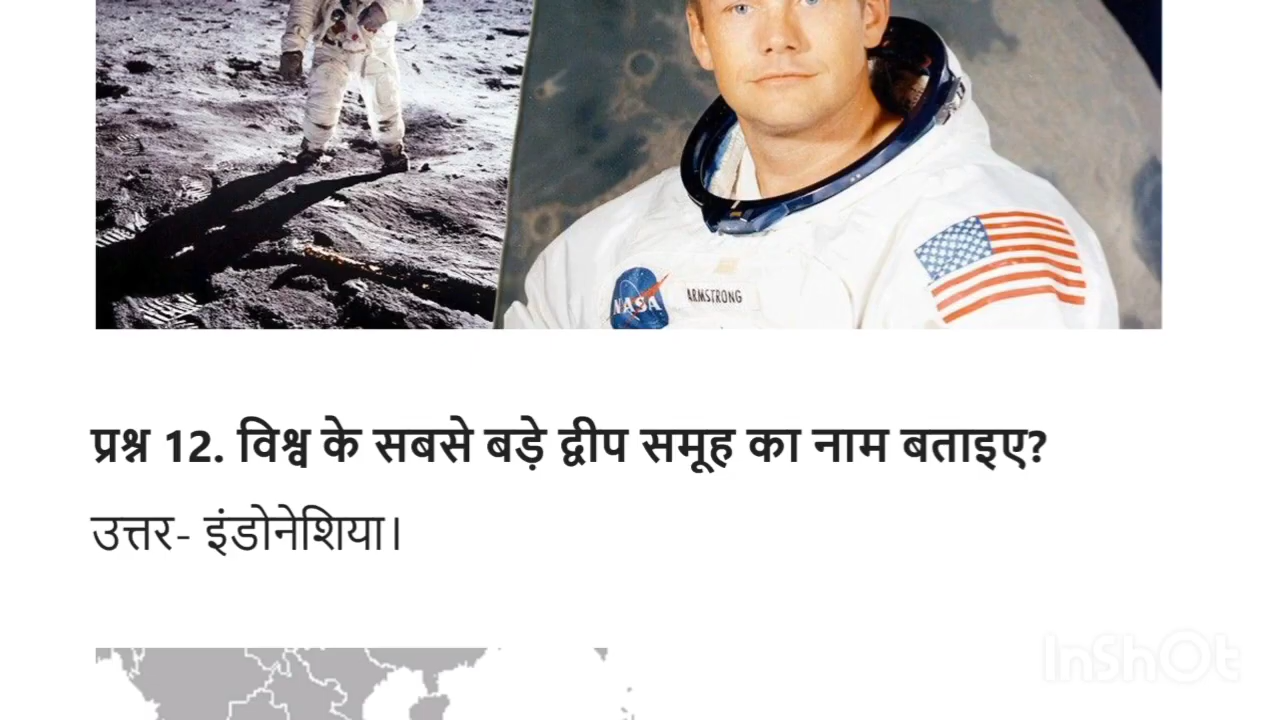 NASA
ARMSTRONG
प्रश्न 12. विश्व के सबसे बड़े द्वीप समूह का नाम बताइए?
उत्तर- इंडोनेशिया।
InShOt